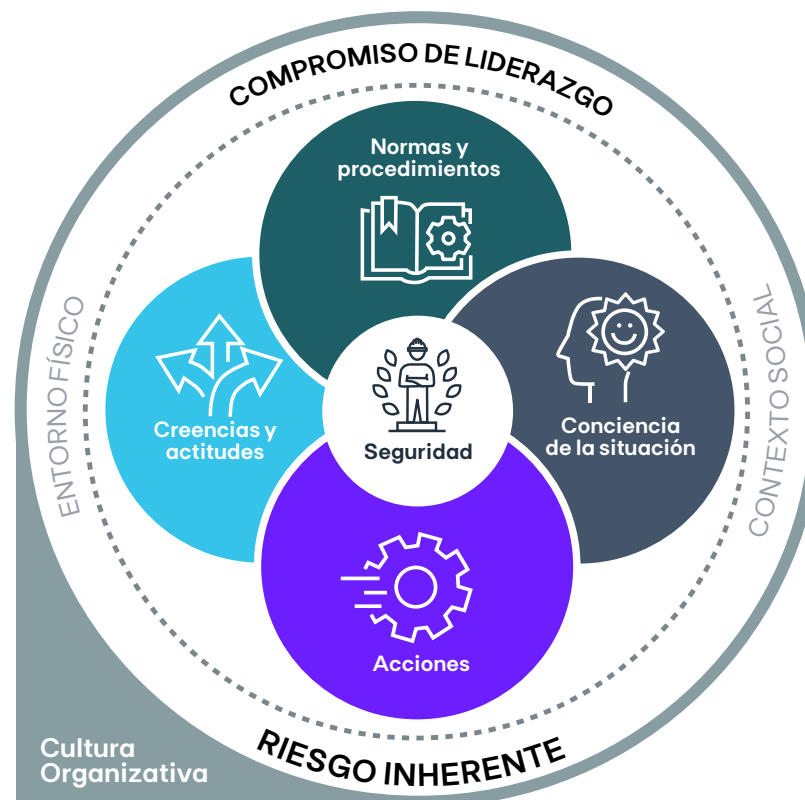 COMPROMISO DE LIDERAZGO
Normas y
procedimientos
ENTORNO FÍSICO
CONTEXTO SOCIAL
Creencias y
actitudes
Seguridad
Conciencia
de la situación
Acciones
RIESGO INHERENTE
Cultura
Organizativa